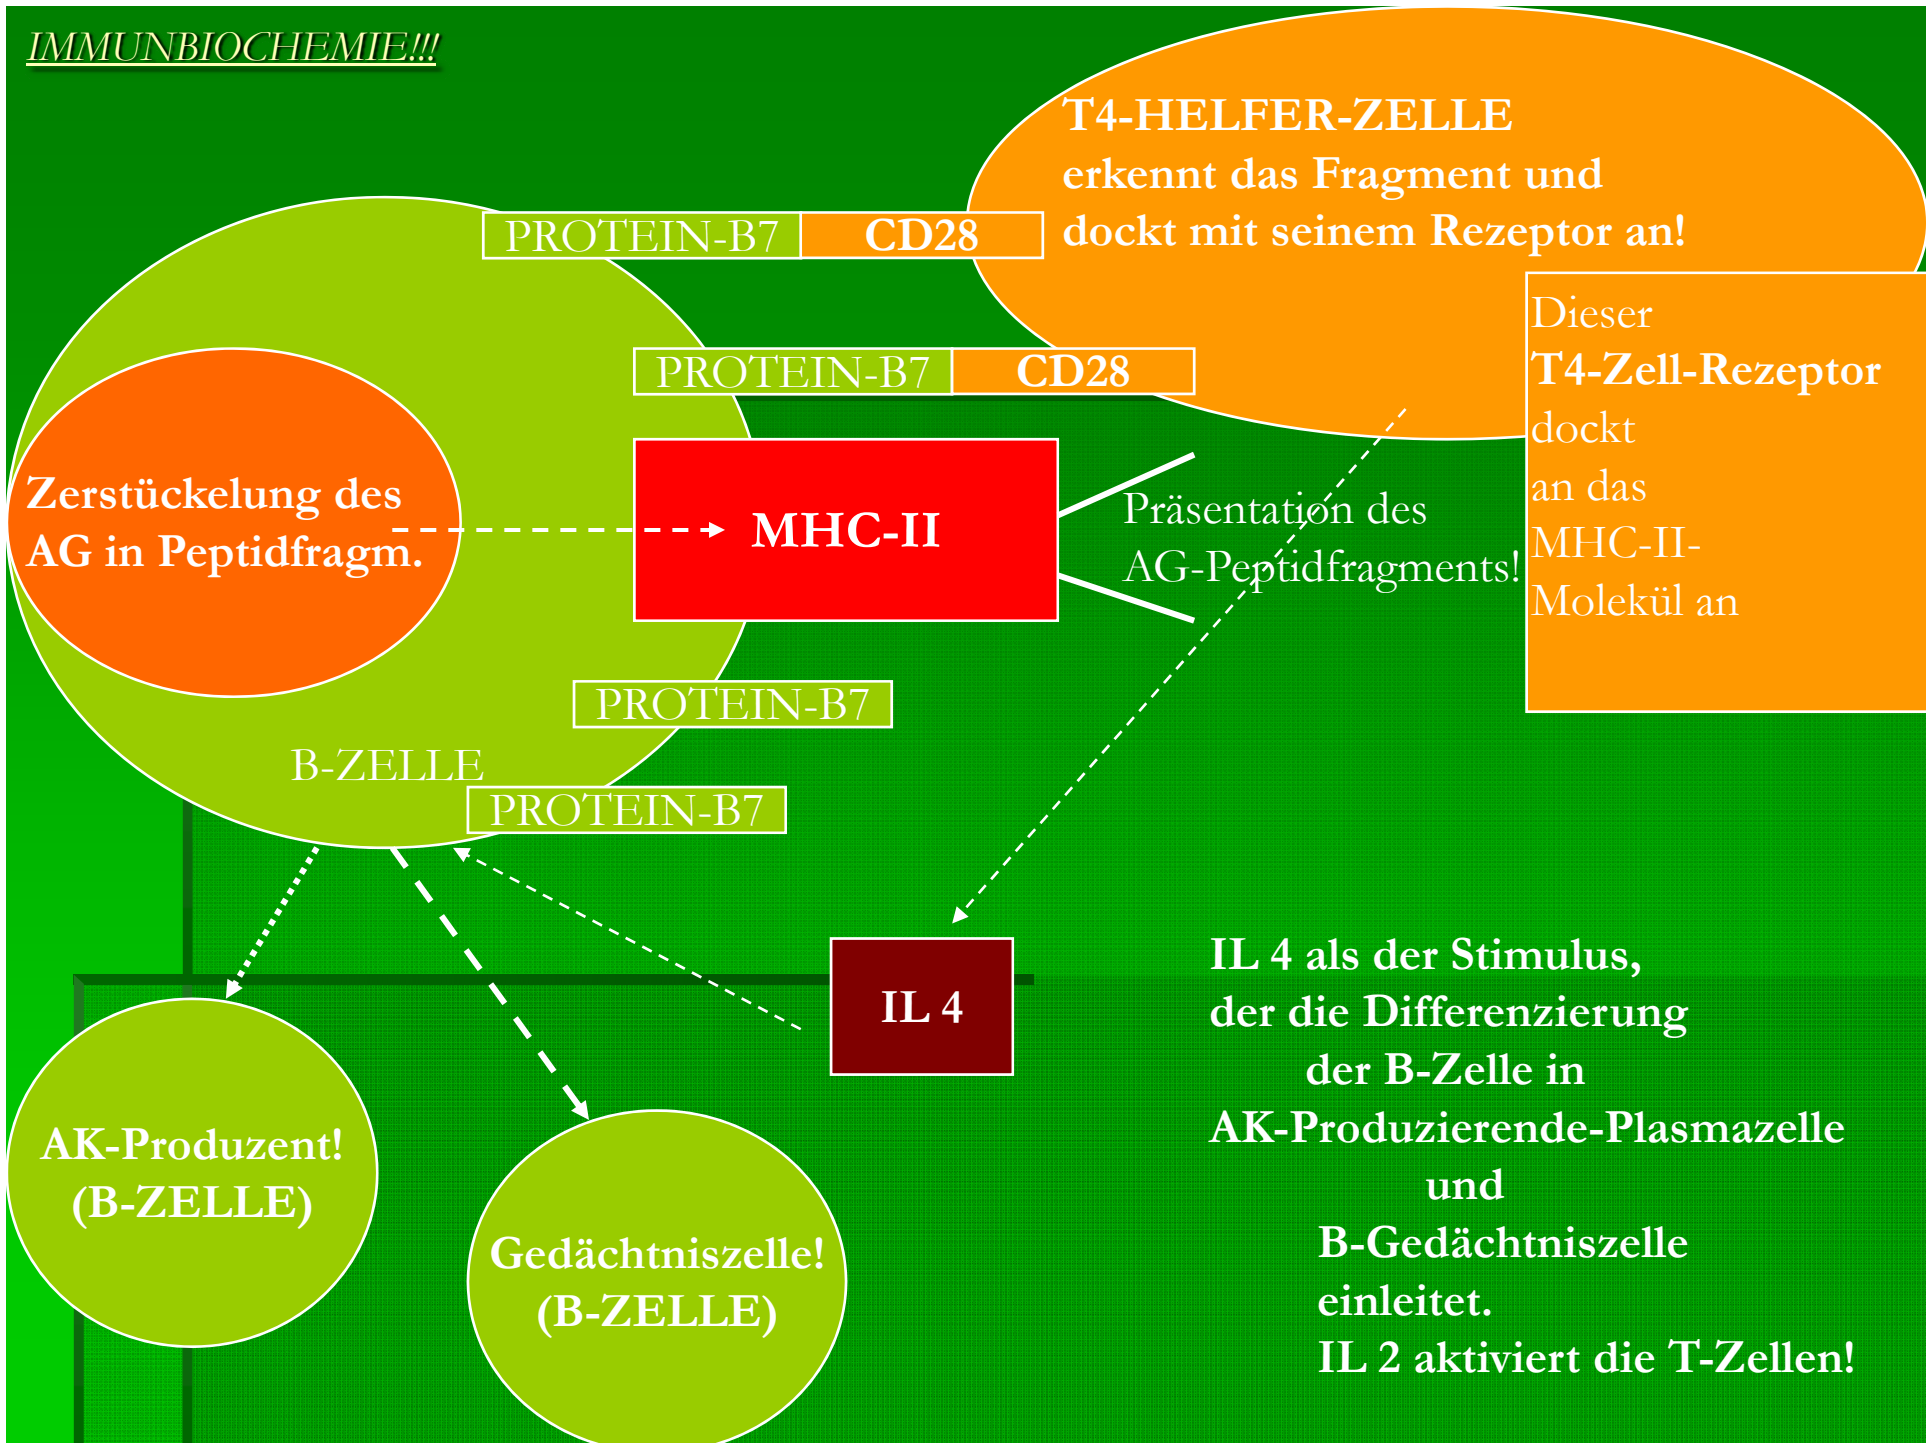 IMMUNBIOCHEMIE!!!
T4-HELFER-ZELLE
erkennt das Fragment und
dockt mit seinem Rezeptor an!
PROTEIN-B7
CD28
PROTEIN-B7
CD28
Dieser
T4-Zell-Rezeptor
dockt
an das
MHC-II-
Molekül an
Zerstückelung des
AG in Peptidfragm.
MHC-II
Präsentation des
AG-Peptidfragments!
PROTEIN-B7
B-ZELLE
PROTEIN-B7
IL 4
IL 4 als der Stimulus,
der die Differenzierung
der B-Zelle in
AK-Produzierende-Plasmazelle
und
B-Gedächtniszelle
einleitet.
IL 2 aktiviert die T-Zellen!
AK-Produzent!
(B-ZELLE)
Gedächtniszelle!
(B-ZELLE)